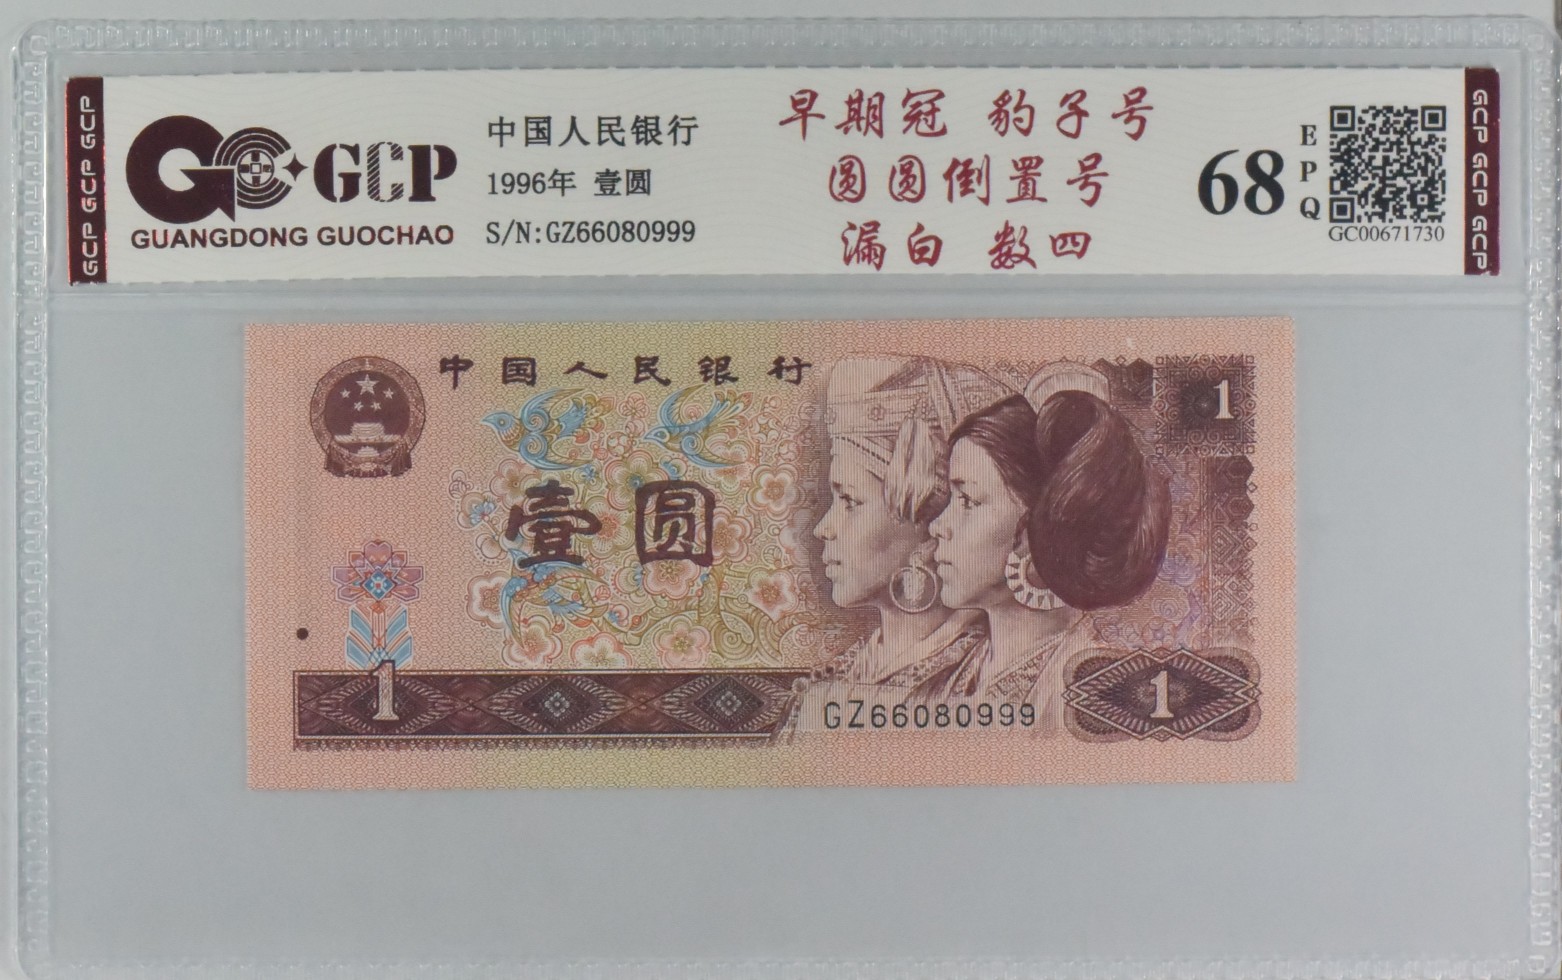 GCP GCP GCP
GCP
GUANGDONG GUOCHAO
中国人民银行
1996年 壹圆
S/N:GZ66080999
早期冠 豹子号
圆圆倒置号
漏白 数四
68
EPQ
GC00671730
GCP GCP GCP
中国人民银行
1
壹圆
1
GZ66080999
1